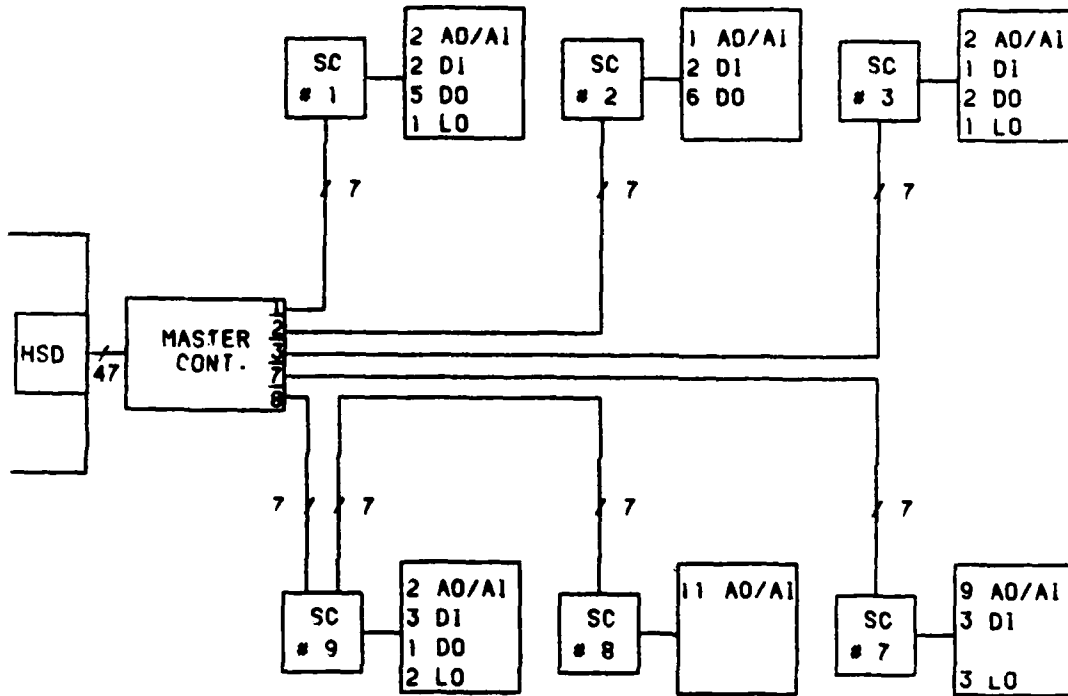 SC
# 1
2 AO/AI
2 DI
5 DO
1 LO
SC
# 2
1 AO/AI
2 DI
6 DO
SC
# 3
2 AO/AI
1 DI
2 DO
1 LO
7
7
7
HSD
47
MASTER
CONT.
1
2
7
8
7
7
7
7
SC
# 9
2 AO/AI
3 DI
1 DO
2 LO
SC
# 8
11 AO/AI
SC
# 7
9 AO/AI
3 DI
3 LO